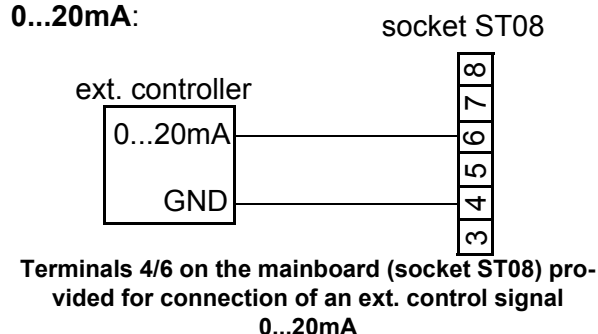 0...20mA:
socket ST08
ext. controller
0...20mA
GND
8
7
6
5
4
3
Terminals 4/6 on the mainboard (socket ST08) pro-
vided for connection of an ext. control signal
0...20mA